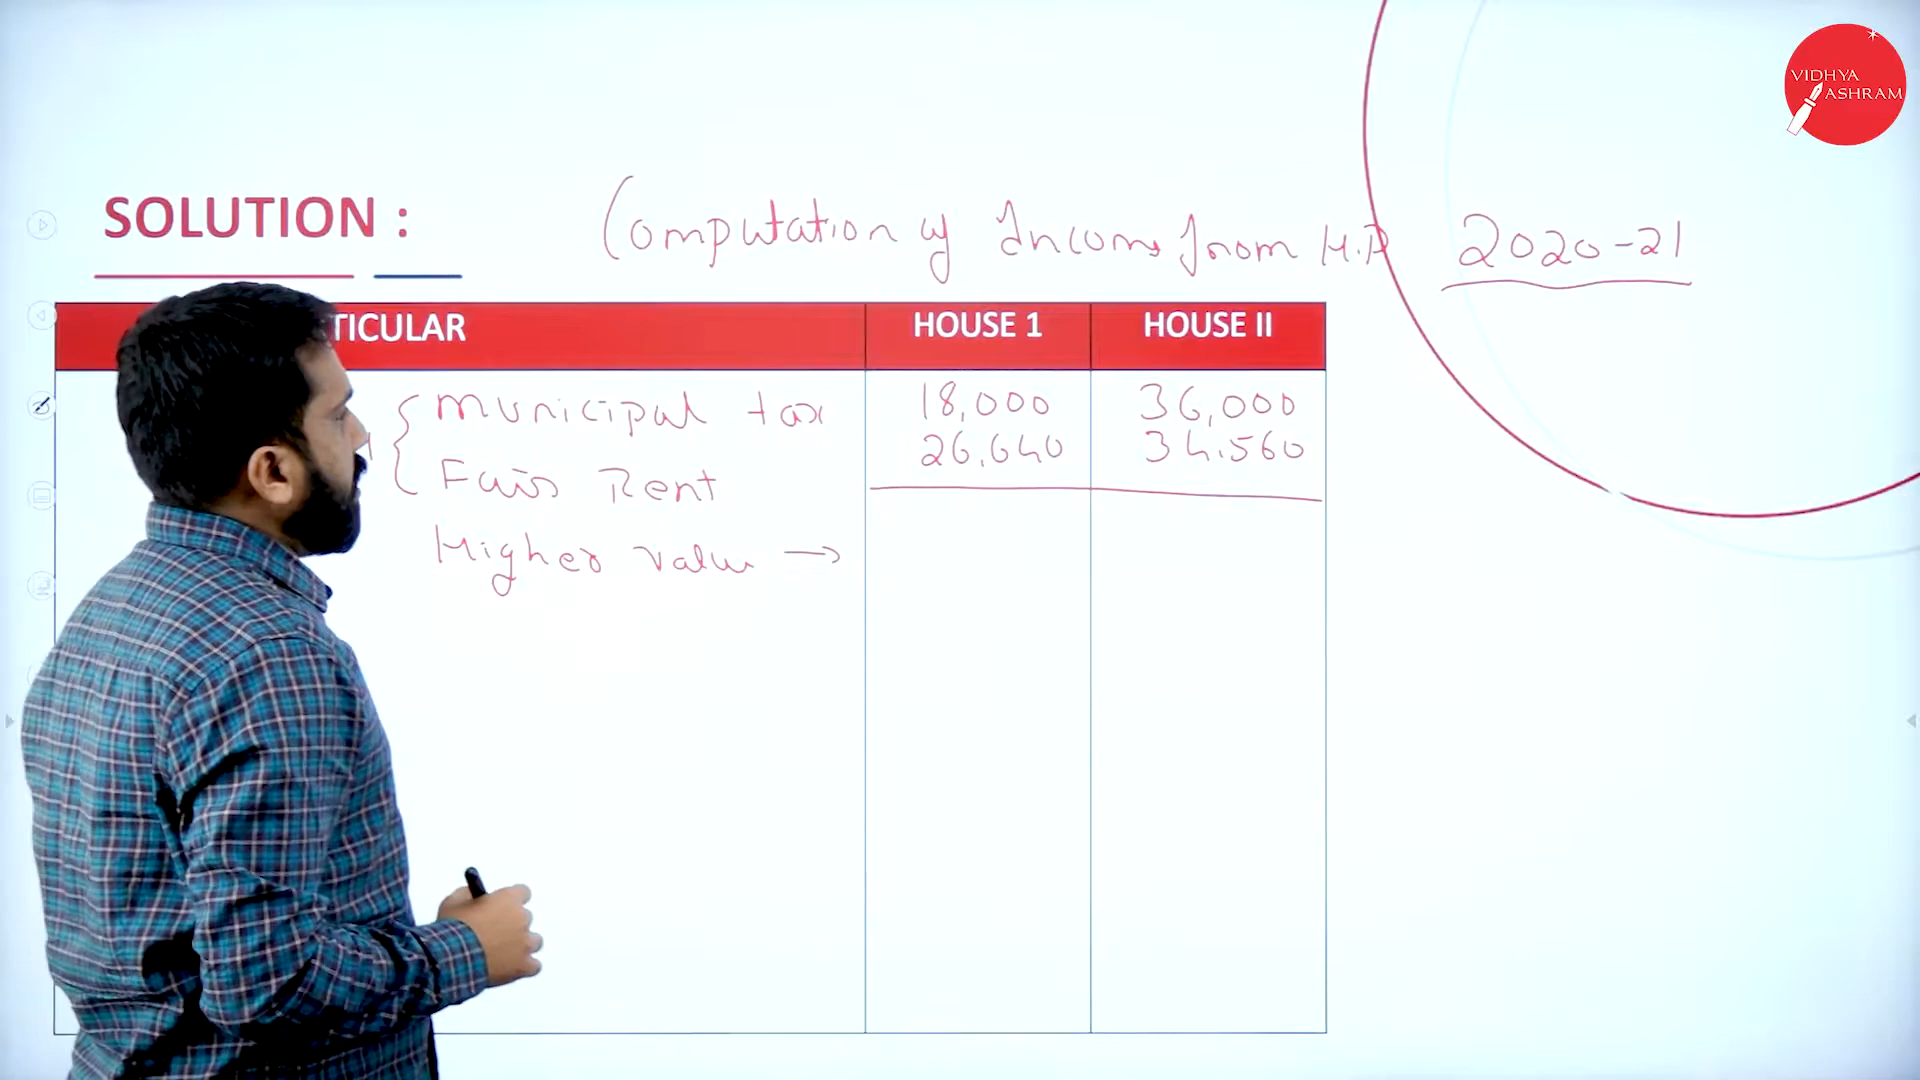 VIDHYA
ASHRAM
SOLUTION :
Computation of Income from H.P 2020-21
TICULAR HOUSE 1 HOUSE II
Municipal tax 18,000 36,000
Fair Rent 26,640 34,560
Higher value →